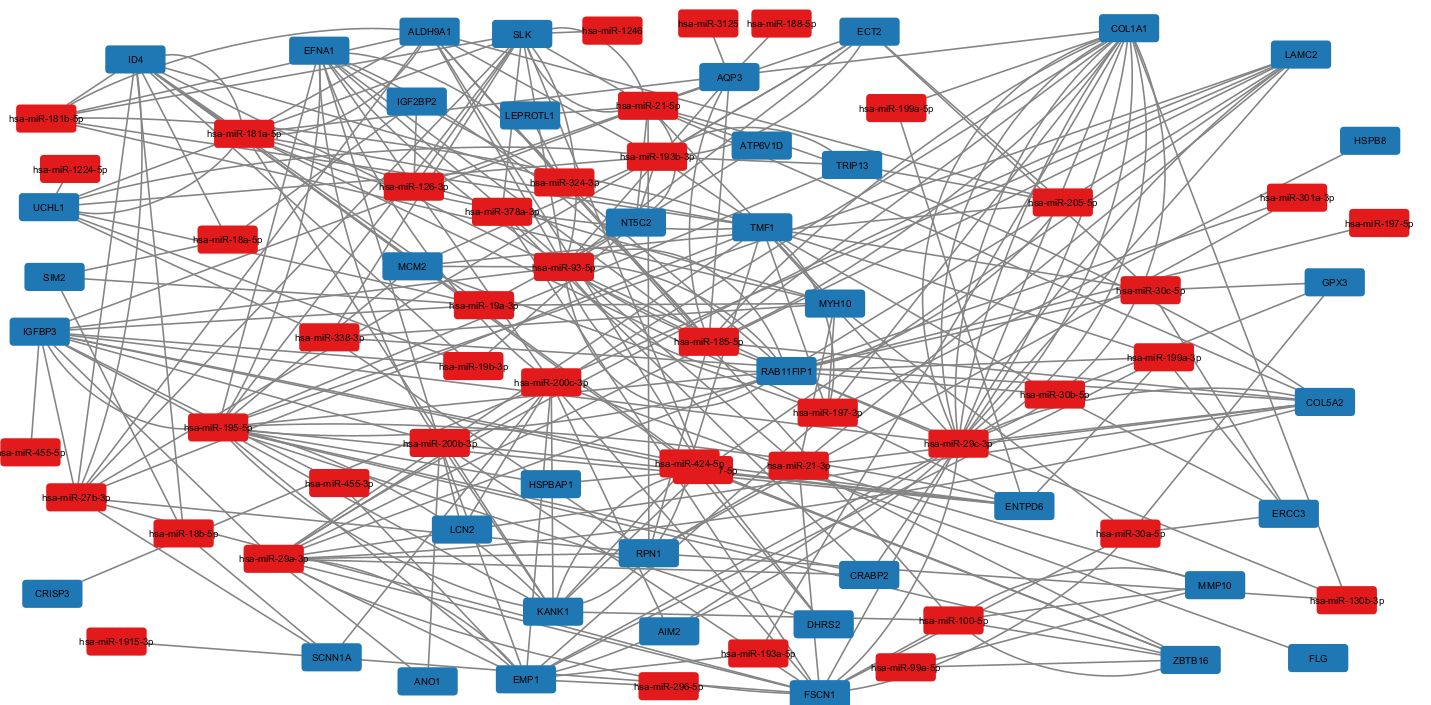 hsa-miR-3125
hsa-miR-188-5p
COL1A1
ALDH9A1
SLK
hsa-miR-1246
ECT2
EFNA1
LAMC2
ID4
AQP3
IGF2BP2
hsa-miR-21-5p
hsa-miR-199a-5p
LEPROTL1
hsa-miR-181b-5p
hsa-miR-181a-5p
HSPB8
ATP6V1D
hsa-miR-193b-3p
TRIP13
hsa-miR-1224-5p
hsa-miR-126-3p
hsa-miR-324-3p
hsa-miR-301a-3p
hsa-miR-205-5p
UCHL1
hsa-miR-378a-3p
NT5C2
hsa-miR-197-5p
TMF1
hsa-miR-18a-5p
MCM2
hsa-miR-93-5p
SIM2
GPX3
hsa-miR-30c-5p
hsa-miR-19a-3p
MYH10
IGFBP3
hsa-miR-338-3p
hsa-miR-185-5p
hsa-miR-199a-3p
hsa-miR-19b-3p
RAB11FIP1
hsa-miR-200c-3p
hsa-miR-30b-5p
COL5A2
hsa-miR-197-3p
hsa-miR-195-5p
hsa-miR-200b-3p
hsa-miR-29c-3p
hsa-miR-455-5p
hsa-miR-424-5p
hsa-miR-21-3p
7-5p
hsa-miR-455-3p
HSPBAP1
hsa-miR-27b-3p
ENTPD6
ERCC3
LCN2
hsa-miR-18b-5p
hsa-miR-30a-5p
RPN1
hsa-miR-29a-3p
CRABP2
MMP10
CRISP3
hsa-miR-130b-3p
KANK1
hsa-miR-100-5p
DHRS2
AIM2
hsa-miR-1915-3p
hsa-miR-193a-5p
SCNN1A
FLG
ZBTB16
hsa-miR-99a-5p
EMP1
ANO1
hsa-miR-296-5p
FSCN1